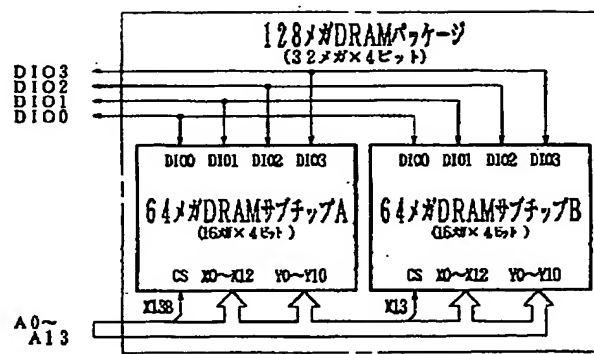 128メガDRAMパッケージ
(32メガ×4ビット)
DIO3
DIO2
DIO1
DIO0
DIO0 DIO1 DIO2 DIO3
DIO0 DIO1 DIO2 DIO3
64メガDRAMサブチップA
(16メガ×4ビット)
64メガDRAMサブチップB
(16メガ×4ビット)
CS X0~X12 Y0~Y10
CS X0~X12 Y0~Y10
X13B
X13
A0~
A13